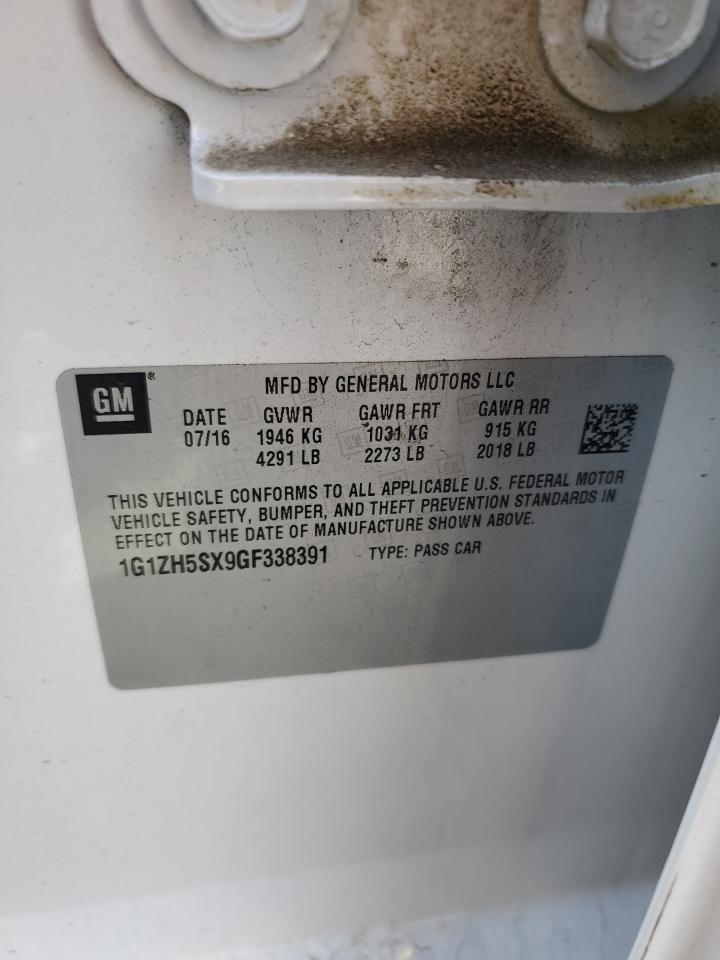 GM
®
MFD BY GENERAL MOTORS LLC
DATE GVWR GAWR FRT GAWR RR
07/16 1946 KG 1031 KG 915 KG
4291 LB 2273 LB 2018 LB
THIS VEHICLE CONFORMS TO ALL APPLICABLE U.S. FEDERAL MOTOR
VEHICLE SAFETY, BUMPER, AND THEFT PREVENTION STANDARDS IN
EFFECT ON THE DATE OF MANUFACTURE SHOWN ABOVE.
1G1ZH5SX9GF338391 TYPE: PASS CAR